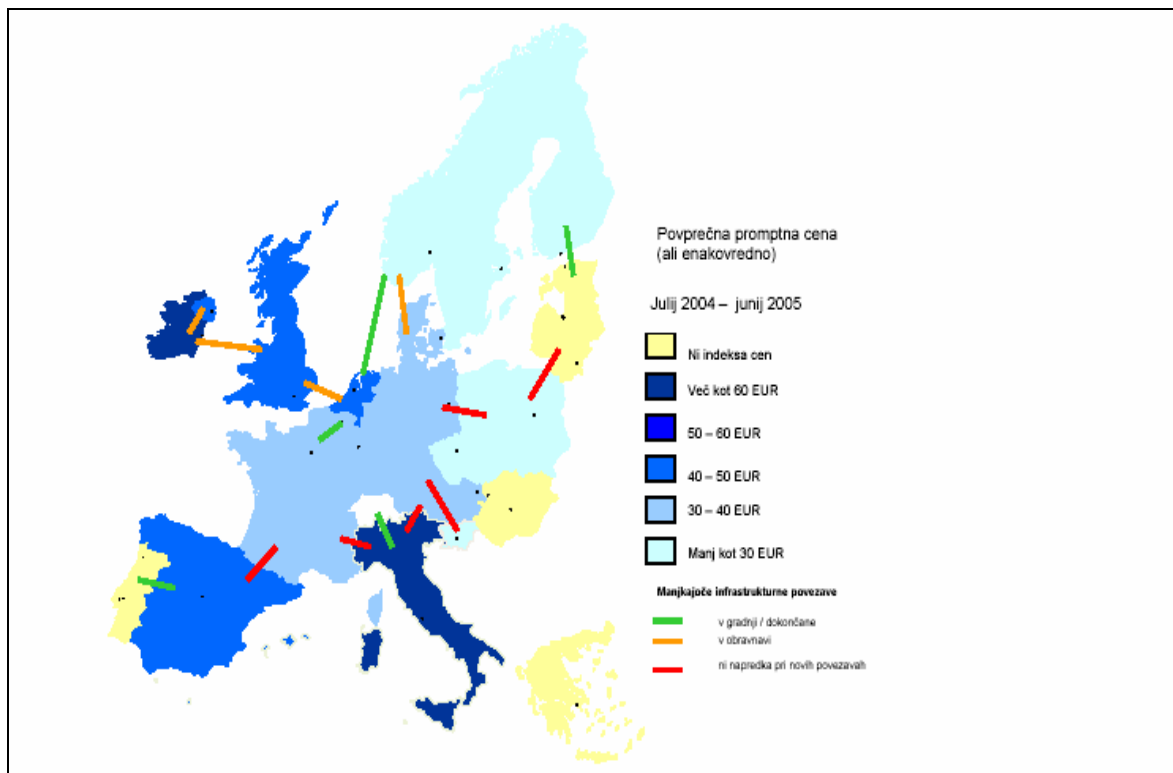 Povprečna promptna cena
(ali enakovredno)
Julij 2004 – junij 2005
Ni indeksa cen
Več kot 60 EUR
50 – 60 EUR
40 – 50 EUR
30 – 40 EUR
Manj kot 30 EUR
Manjkajoče infrastrukturne povezave
v gradnji / dokončane
v obravnavi
ni napredka pri novih povezavah